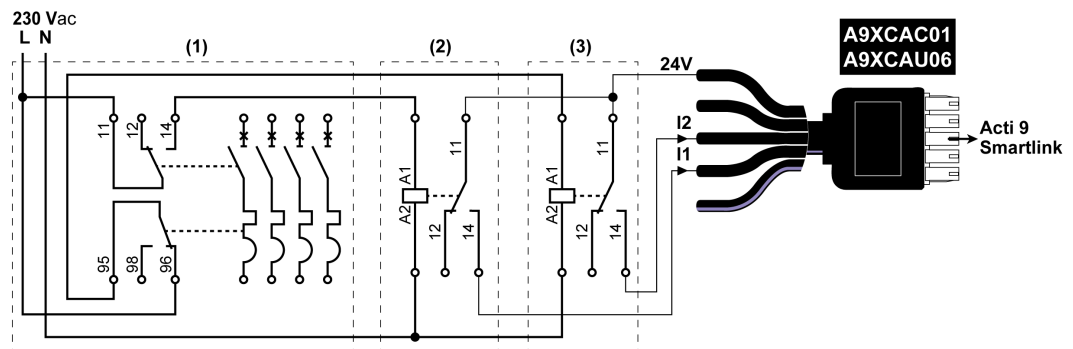 230 Vac
L N
(1)
(2)
(3)
24V
I2
I1
A9XCAC01
A9XCAU06
Acti 9
Smartlink
11
12
14
95
98
96
A1
A2
11
12
14
A1
A2
11
12
14